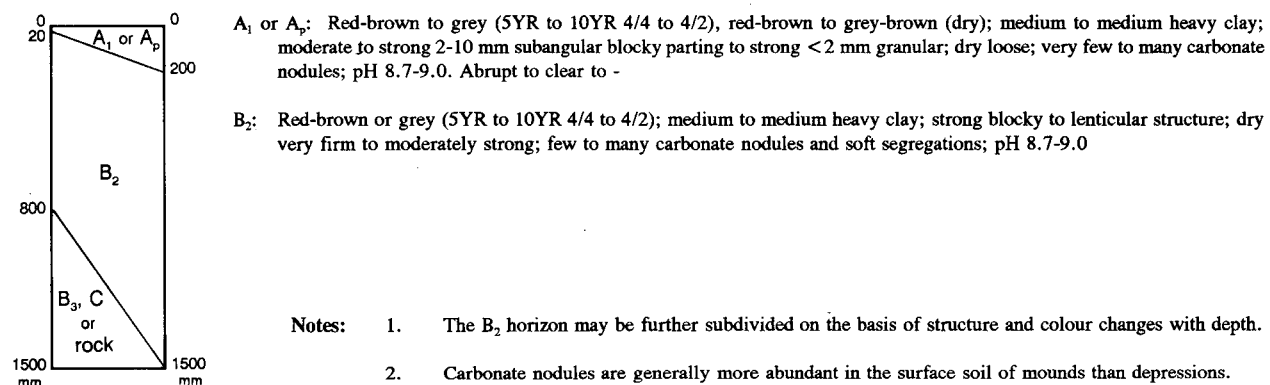 0
0
20
A₁ or Aₚ
200
B₂
800
B₃, C
or
rock
1500
1500
mm
mm
A₁ or Aₚ: Red-brown to grey (5YR to 10YR 4/4 to 4/2), red-brown to grey-brown (dry); medium to medium heavy clay;
moderate to strong 2-10 mm subangular blocky parting to strong <2 mm granular; dry loose; very few to many carbonate
nodules; pH 8.7-9.0. Abrupt to clear to -
B₂: Red-brown or grey (5YR to 10YR 4/4 to 4/2); medium to medium heavy clay; strong blocky to lenticular structure; dry
very firm to moderately strong; few to many carbonate nodules and soft segregations; pH 8.7-9.0
Notes: 1. The B₂ horizon may be further subdivided on the basis of structure and colour changes with depth.
2. Carbonate nodules are generally more abundant in the surface soil of mounds than depressions.